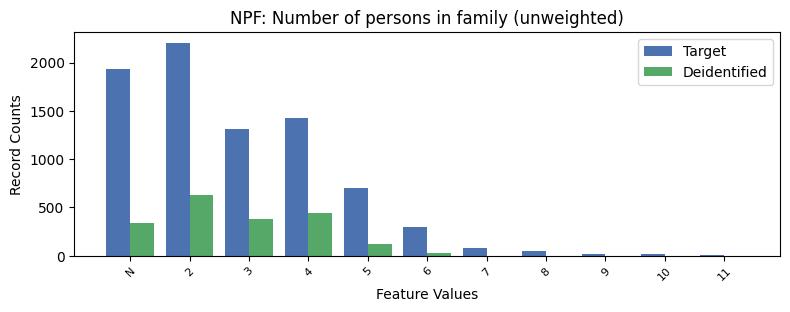 NPF: Number of persons in family (unweighted)
Target
Deidentified
2000
1500
1000
500
0
Record Counts
N 2 3 4 5 6 7 8 9 10 11
Feature Values